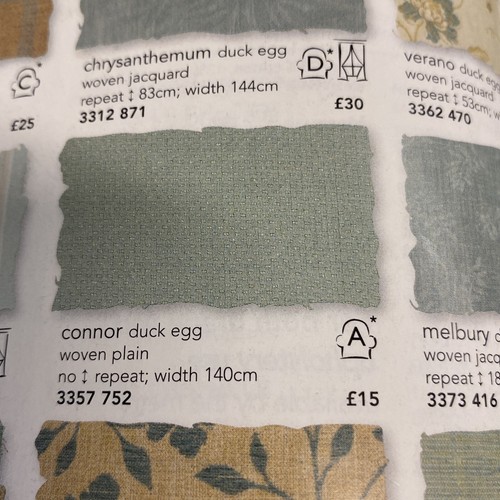 chrysanthemum duck egg
woven jacquard
repeat ↕ 83cm; width 144cm
3312 871
D*
£30
C*
£25
verano duck egg
woven jacquard
repeat ↕ 53cm; w
3362 470
connor duck egg
woven plain
no ↕ repeat; width 140cm
3357 752
A*
£15
melbury
woven jacq
repeat ↕ 18
3373 416